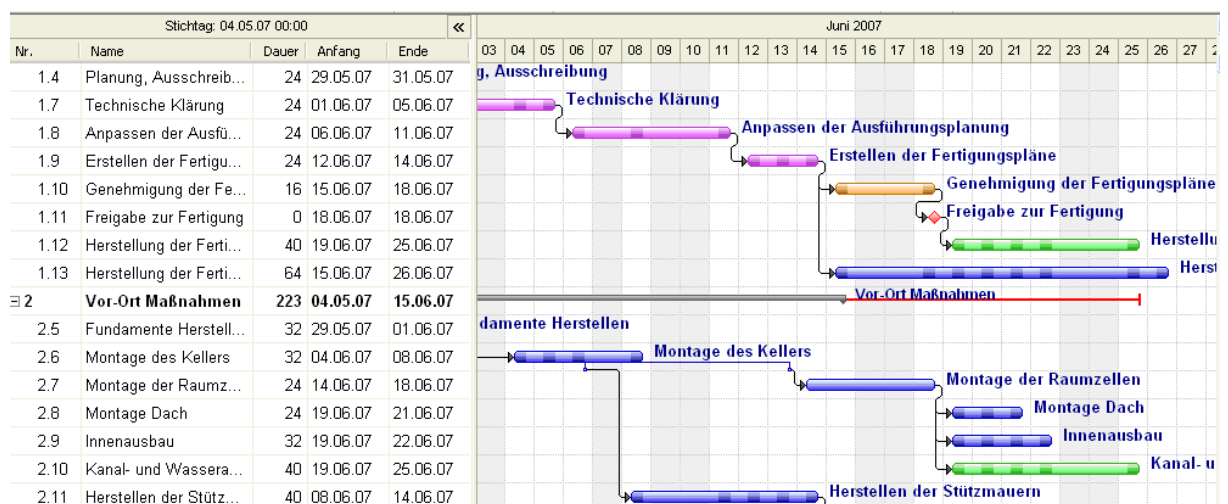 Stichtag: 04.05.07 00:00 « Juni 2007
Nr. Name Dauer Anfang Ende 03 04 05 06 07 08 09 10 11 12 13 14 15 16 17 18 19 20 21 22 23 24 25 26 27
1.4 Planung, Ausschreib... 24 29.05.07 31.05.07 g, Ausschreibung
1.7 Technische Klärung 24 01.06.07 05.06.07 Technische Klärung
1.8 Anpassen der Ausfü... 24 06.06.07 11.06.07 Anpassen der Ausführungsplanung
1.9 Erstellen der Fertigu... 24 12.06.07 14.06.07 Erstellen der Fertigungspläne
1.10 Genehmigung der Fe... 16 15.06.07 18.06.07 Genehmigung der Fertigungspläne
1.11 Freigabe zur Fertigung 0 18.06.07 18.06.07 Freigabe zur Fertigung
1.12 Herstellung der Ferti... 40 19.06.07 25.06.07 Herstellu
1.13 Herstellung der Ferti... 64 15.06.07 26.06.07 Herst
2 Vor-Ort Maßnahmen 223 04.05.07 15.06.07 Vor-Ort Maßnahmen
2.5 Fundamente Herstell... 32 29.05.07 01.06.07 damente Herstellen
2.6 Montage des Kellers 32 04.06.07 08.06.07 Montage des Kellers
2.7 Montage der Raumz... 24 14.06.07 18.06.07 Montage der Raumzellen
2.8 Montage Dach 24 19.06.07 21.06.07 Montage Dach
2.9 Innenausbau 32 19.06.07 22.06.07 Innenausbau
2.10 Kanal- und Wassera... 40 19.06.07 25.06.07 Kanal- u
2.11 Herstellen der Stütz... 40 08.06.07 14.06.07 Herstellen der Stützmauern